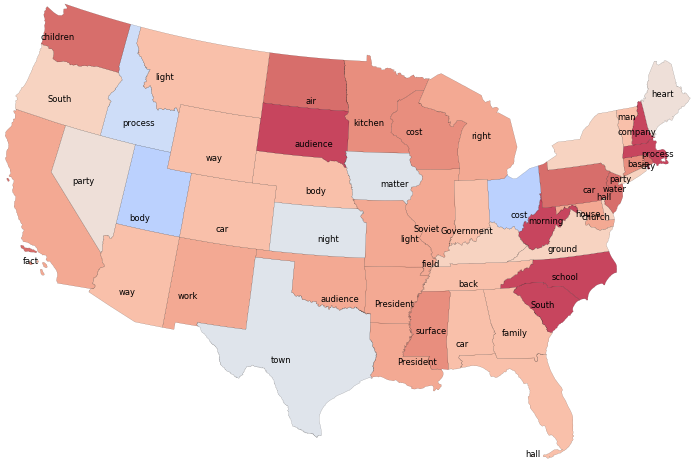 children
light
South
air
process
kitchen
cost
right
audience
way
party
body
body
car
matter
night
light
Soviet
Government
cost
morning
heart
man
company
process
city
basis
party
water
car
hall
house
church
ground
field
school
back
fact
way
work
audience
President
South
surface
car
family
President
town
hall